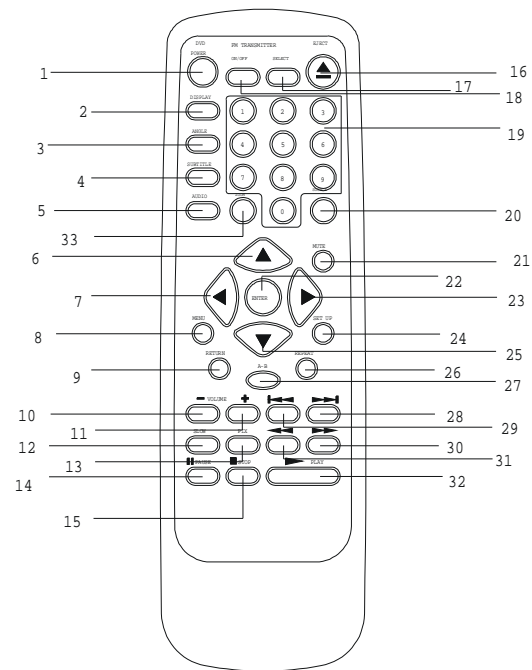 DVD FM TRANSMITTER EJECT
POWER ON/OFF SELECT
1 16
17
18
DISPLAY
2 1 2 3
19
ANGLE
3 4 5 6
SUBTITLE
4 7 8 9
AUDIO
5 0 20
33
MUTE
6 21
22
7 ENTER 23
MENU SET UP
8 24
25
RETURN A-B REPEAT
9 26
27
VOLUME
10 28
11 29
SLOW
12 30
13 31
PAUSE STOP PLAY
14 32
15